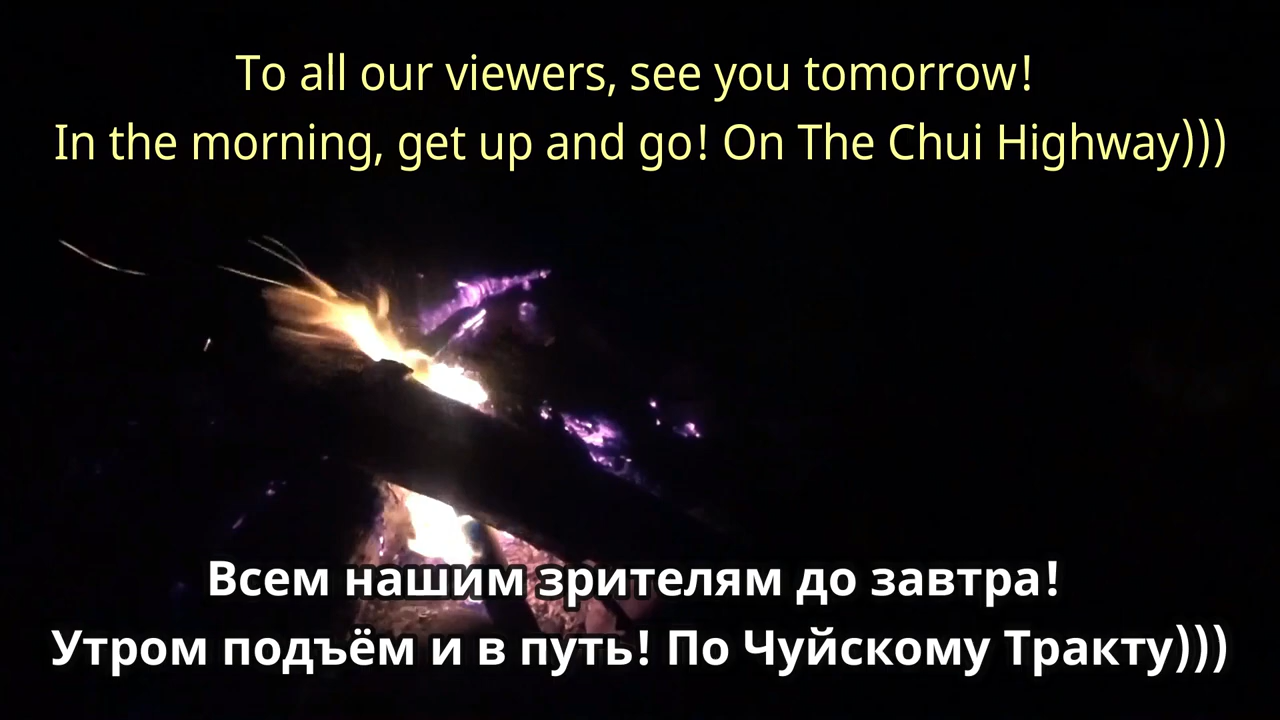 To all our viewers, see you tomorrow!
In the morning, get up and go! On The Chui Highway)))
Всем нашим зрителям до завтра!
Утром подъём и в путь! По Чуйскому Тракту)))